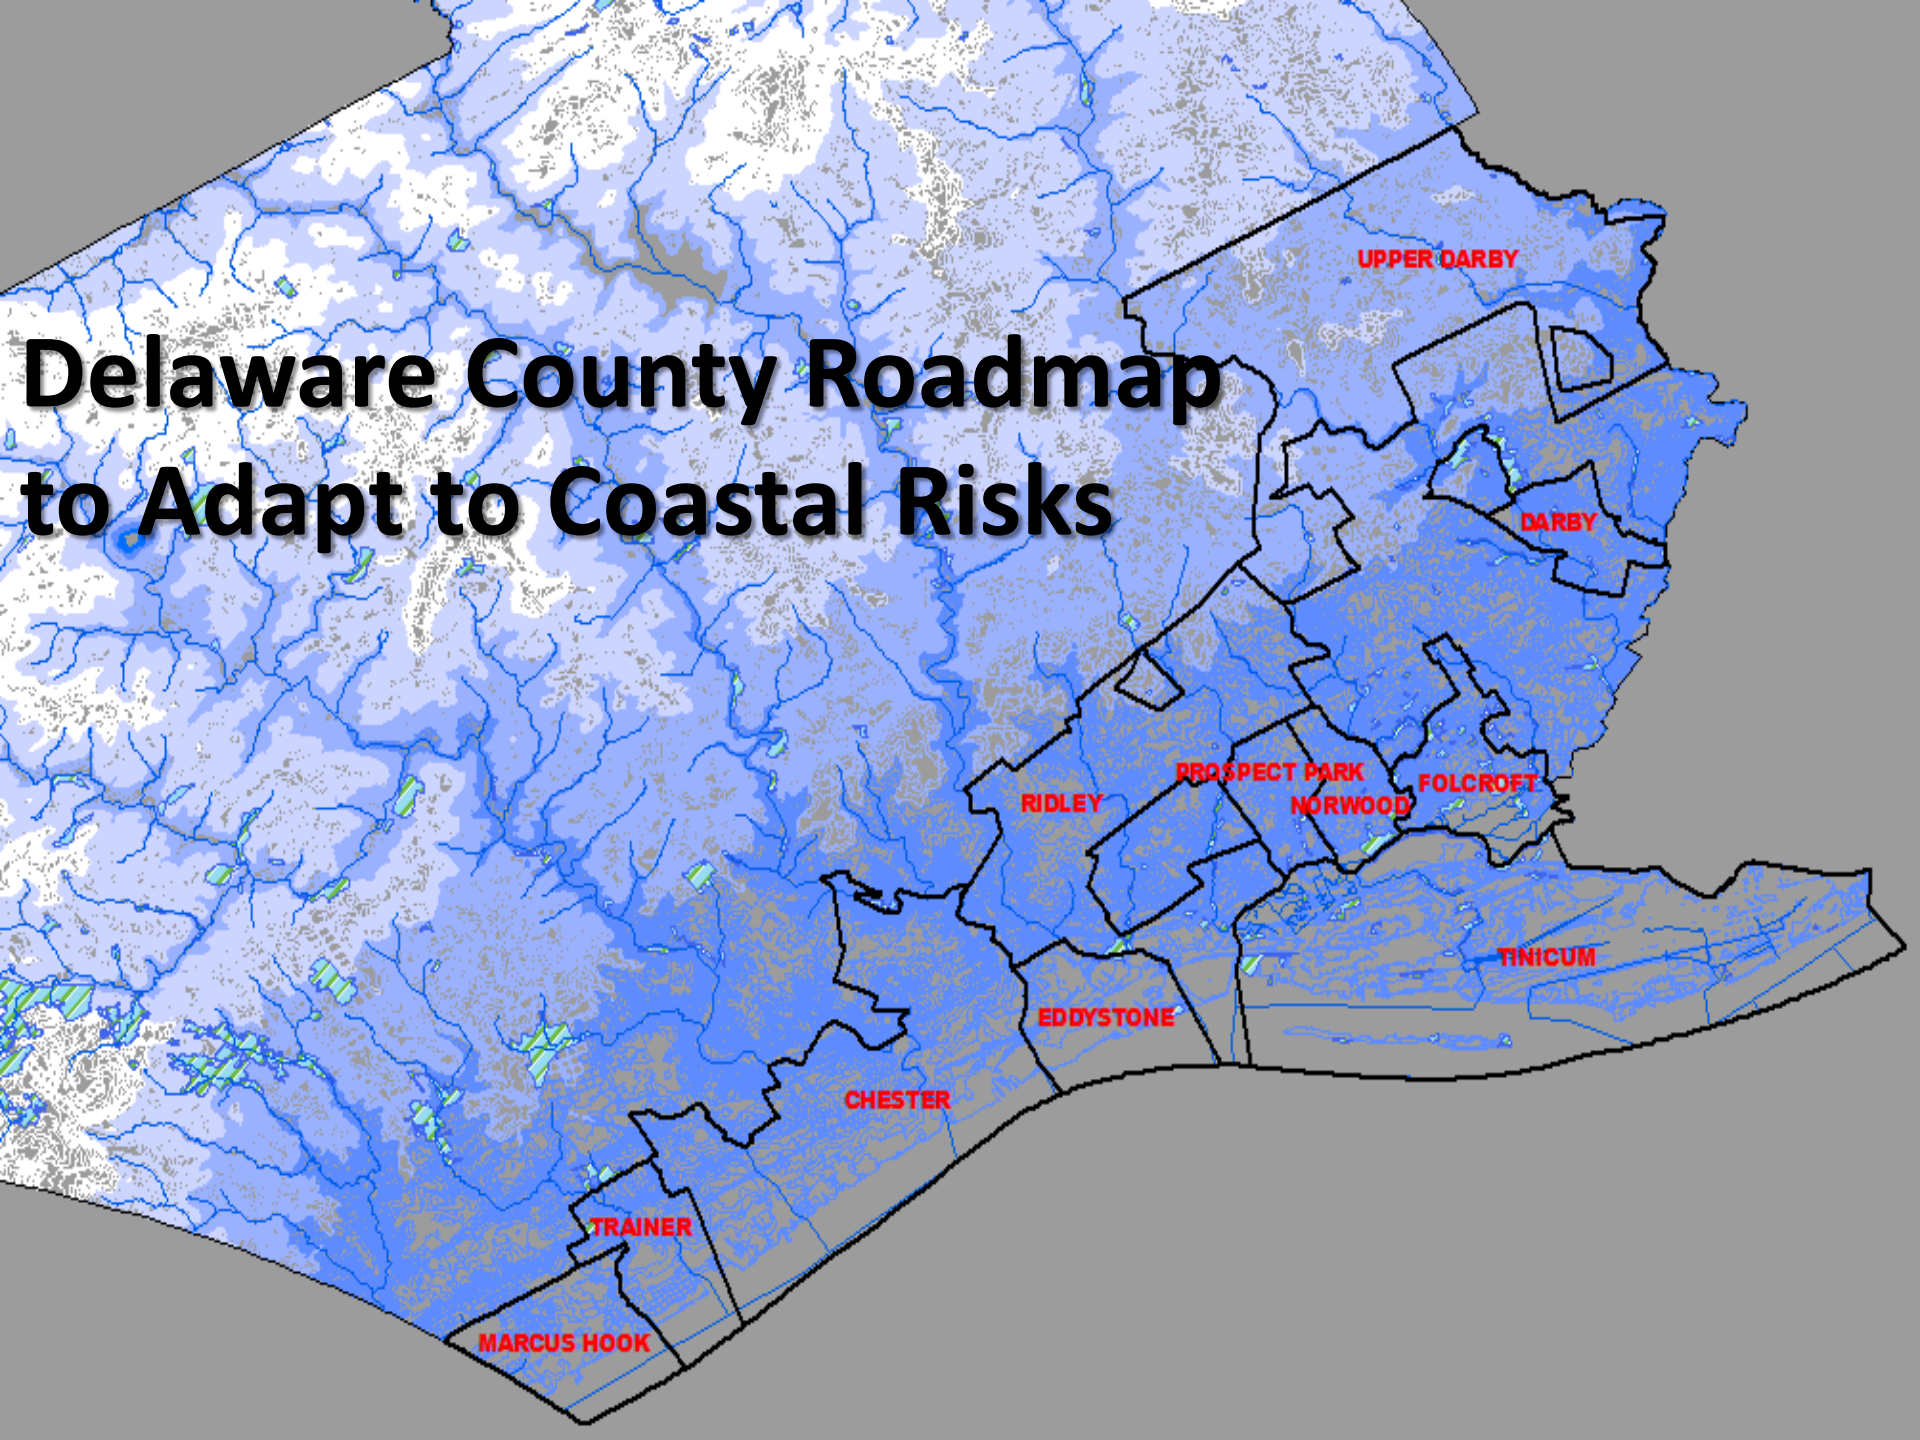 Delaware County Roadmap
to Adapt to Coastal Risks
UPPER DARBY
DARBY
PROSPECT PARK
FOLCROFT
RIDLEY
NORWOOD
TINICUM
EDDYSTONE
CHESTER
TRAINER
MARCUS HOOK